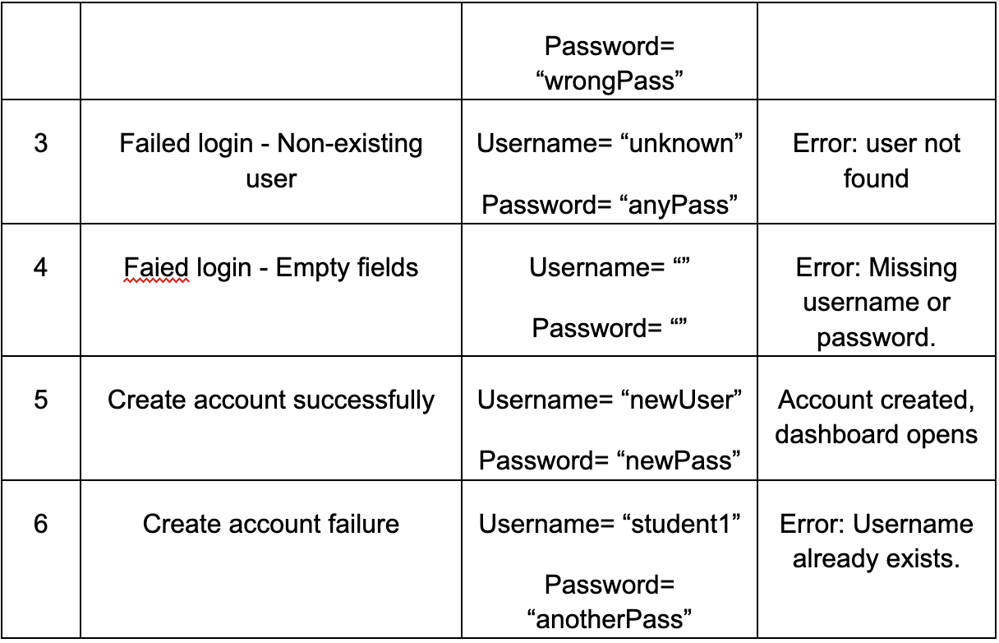 Password=
“wrongPass”
3
Failed login - Non-existing
user
Username= “unknown”
Password= “anyPass”
Error: user not
found
4
Faied login - Empty fields
Username= “”
Password= “”
Error: Missing
username or
password.
5
Create account successfully
Username= “newUser”
Password= “newPass”
Account created,
dashboard opens
6
Create account failure
Username= “student1”
Password=
“anotherPass”
Error: Username
already exists.